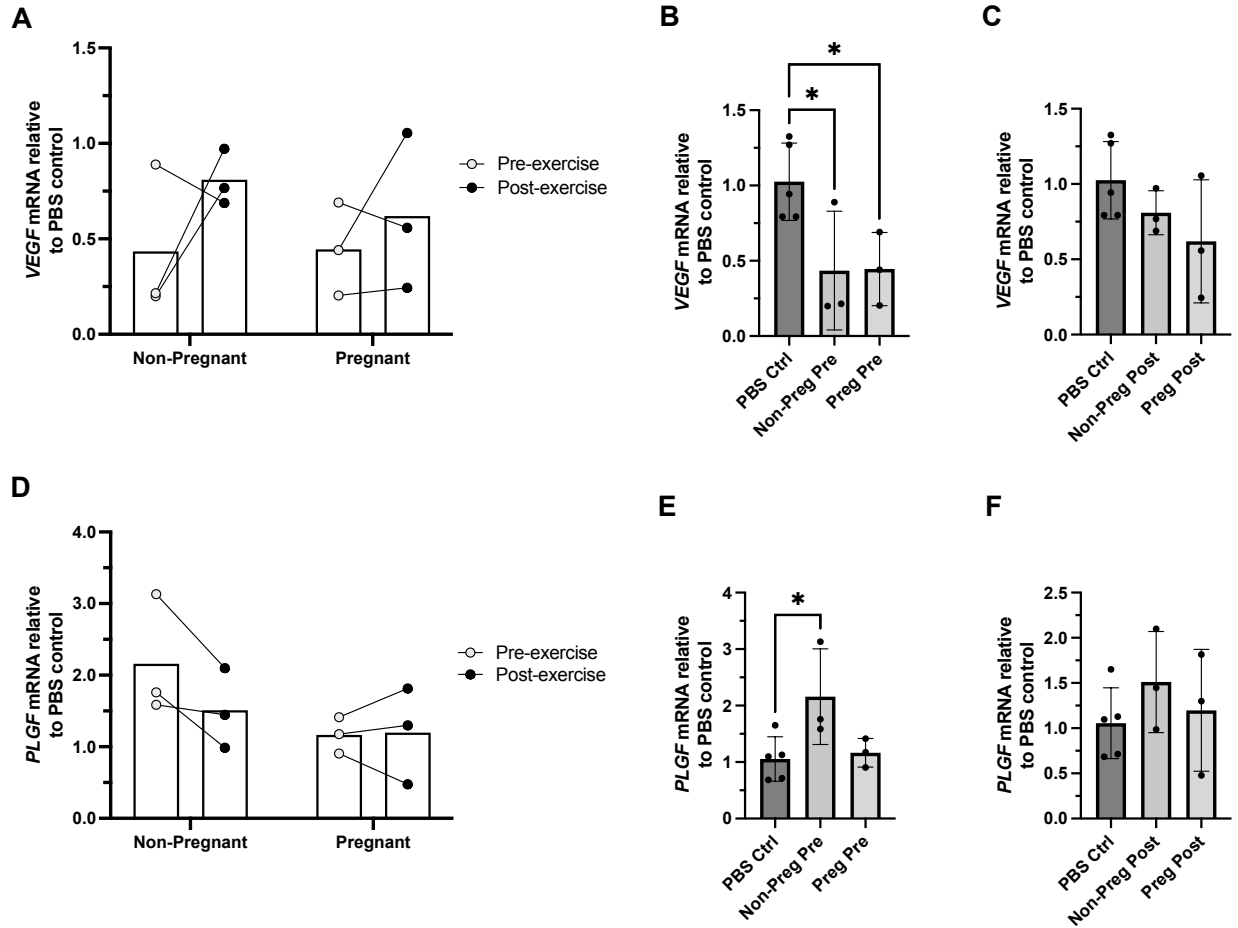 A
VEGF mRNA relative
to PBS control
1.5
1.0
0.5
0.0
Non-Pregnant
Pregnant
Pre-exercise
Post-exercise
B
VEGF mRNA relative
to PBS control
1.5
1.0
0.5
0.0
*
*
PBS Ctrl
Non-Preg Pre
Preg Pre
C
VEGF mRNA relative
to PBS control
1.5
1.0
0.5
0.0
PBS Ctrl
Non-Preg Post
Preg Post
D
PLGF mRNA relative
to PBS control
4.0
3.0
2.0
1.0
0.0
Non-Pregnant
Pregnant
Pre-exercise
Post-exercise
E
PLGF mRNA relative
to PBS control
4
3
2
1
0
*
PBS Ctrl
Non-Preg Pre
Preg Pre
F
PLGF mRNA relative
to PBS control
2.5
2.0
1.5
1.0
0.5
0.0
PBS Ctrl
Non-Preg Post
Preg Post